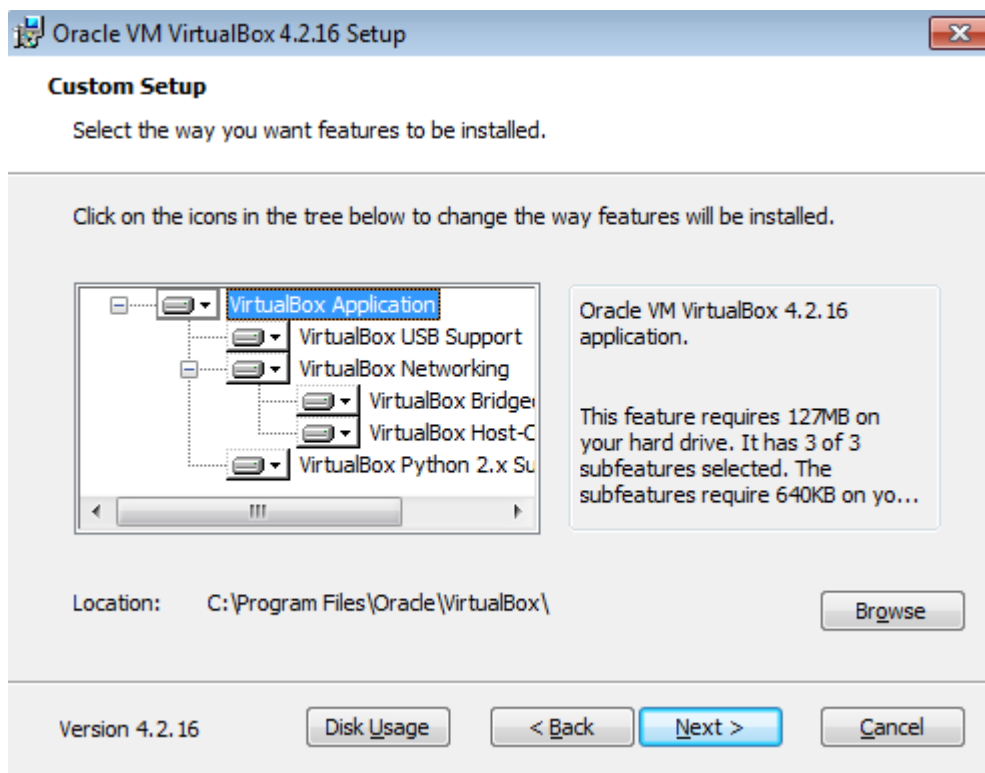 Oracle VM VirtualBox 4.2.16 Setup
Custom Setup
Select the way you want features to be installed.
Click on the icons in the tree below to change the way features will be installed.
VirtualBox Application
VirtualBox USB Support
VirtualBox Networking
VirtualBox Bridge
VirtualBox Host-C
VirtualBox Python 2.x Su
Oracle VM VirtualBox 4.2.16
application.
This feature requires 127MB on
your hard drive. It has 3 of 3
subfeatures selected. The
subfeatures require 640KB on yo...
Location: C:\Program Files\Oracle\VirtualBox\
Browse
Version 4.2.16 Disk Usage < Back Next > Cancel